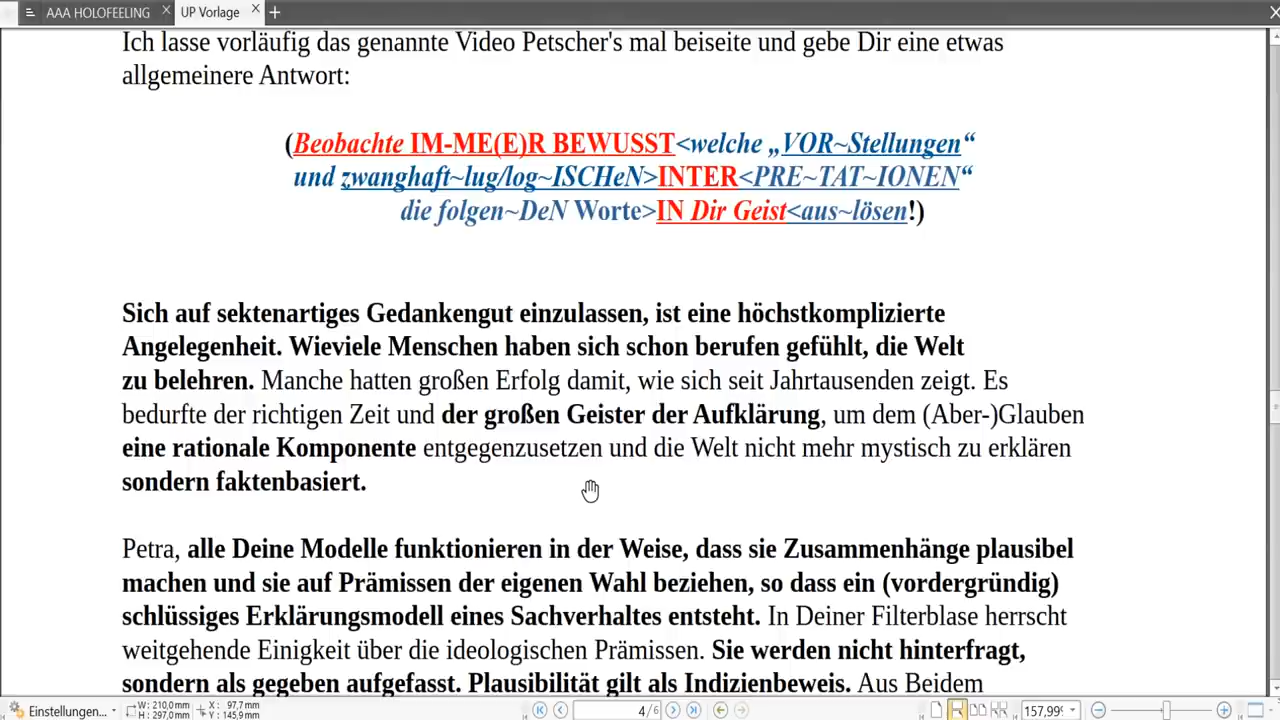 AAA HOLOFEELING
UP Vorlage
Ich lasse vorläufig das genannte Video Petscher's mal beiseite und gebe Dir eine etwas
allgemeinere Antwort:
(Beobachte IM-ME(E)R BEWUSST<welche „VOR~Stellungen“
und zwanghaft~lug/log~ISCHeN>INTER<PRE~TAT~IONEN“
die folgen~DeN Worte>IN Dir Geist<aus~lösen!)
Sich auf sektenartiges Gedankengut einzulassen, ist eine höchstkomplizierte
Angelegenheit. Wieviele Menschen haben sich schon berufen gefühlt, die Welt
zu belehren. Manche hatten großen Erfolg damit, wie sich seit Jahrtausenden zeigt. Es
bedurfte der richtigen Zeit und der großen Geister der Aufklärung, um dem (Aber-)Glauben
eine rationale Komponente entgegenzusetzen und die Welt nicht mehr mystisch zu erklären
sondern faktenbasiert.
Petra, alle Deine Modelle funktionieren in der Weise, dass sie Zusammenhänge plausibel
machen und sie auf Prämissen der eigenen Wahl beziehen, so dass ein (vordergründig)
schlüssiges Erklärungsmodell eines Sachverhaltes entsteht. In Deiner Filterblase herrscht
weitgehende Einigkeit über die ideologischen Prämissen. Sie werden nicht hinterfragt,
sondern als gegeben aufgefasst. Plausibilität gilt als Indizienbeweis. Aus Beidem
Einstellungen...
W: 210,0mm
H: 297,0mm
X: 97,7mm
Y: 145,9mm
4/6
157,99%